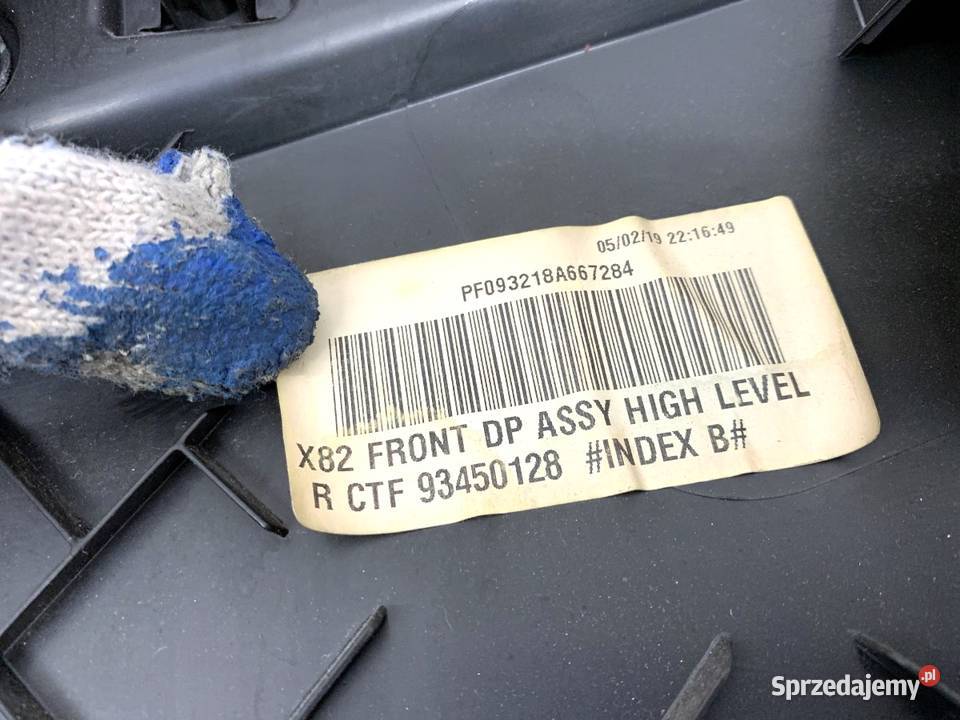 05/02/19 22:16:49
PF093218A667284
X82 FRONT DP ASSY HIGH LEVEL
R CTF 93450128 #INDEX B#
Sprzedajemy.pl